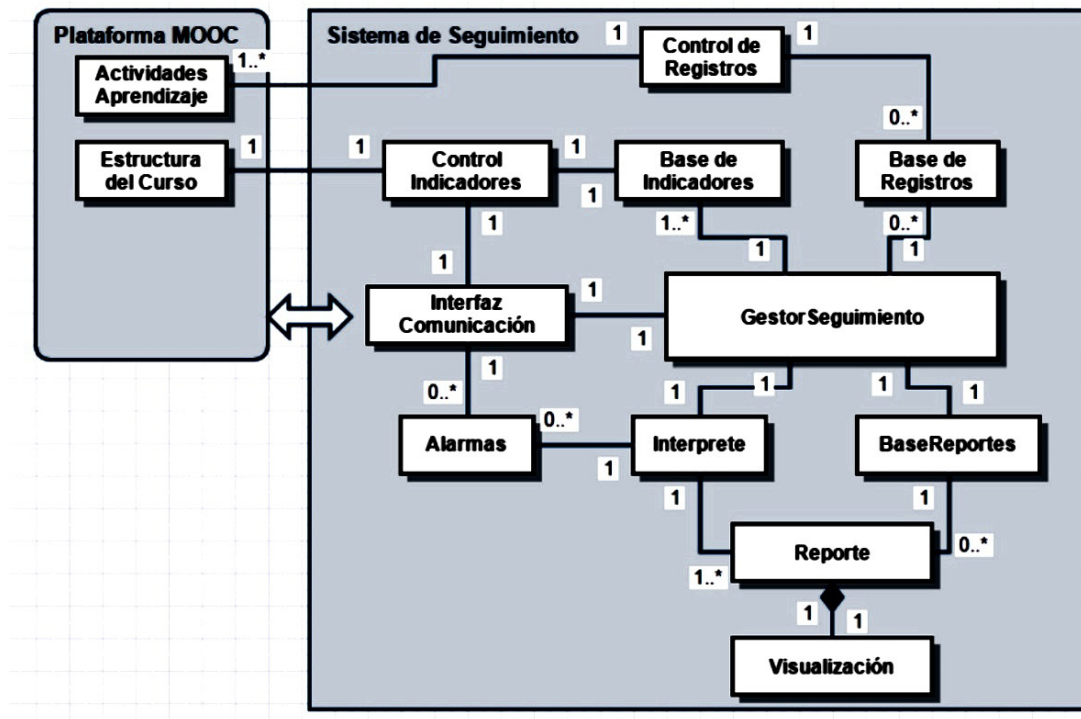 Plataforma MOOC
Sistema de Seguimiento
1
Control de
Registros
1
1..*
Actividades
Aprendizaje
0..*
Estructura
del Curso
1
1
Control
Indicadores
1
1
Base de
Indicadores
Base de
Registros
1..*
0..*
1
1
1
1
Interfaz
Comunicación
1
1
GestorSeguimiento
1
0..*
1
1
1
1
0..*
Alarmas
1
Interprete
BaseReportes
1
1
Reporte
0..*
1..*
1
1
Visualización